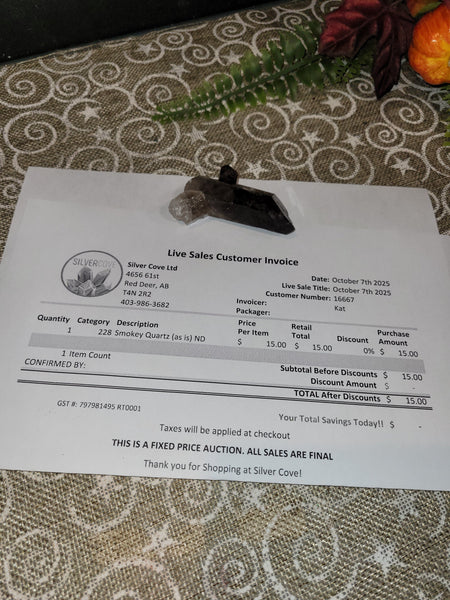 Live Sales Customer Invoice
SILVERCOVE
Silver Cove Ltd
4656 61st
Red Deer, AB
T4N 2R2
403-986-3682
Date: October 7th 2025
Live Sale Title: October 7th 2025
Customer Number: 16667
Invoicer: Kat
Packager:
Quantity Category Description Price Per Item Retail Total Discount Purchase Amount
1 228 Smokey Quartz (as is) ND $ 15.00 $ 15.00 0% $ 15.00
1 Item Count
Subtotal Before Discounts $ 15.00
CONFIRMED BY:
Discount Amount $ -
TOTAL After Discounts $ 15.00
GST #: 797981495 RT0001
Your Total Savings Today!! $ -
Taxes will be applied at checkout
THIS IS A FIXED PRICE AUCTION. ALL SALES ARE FINAL
Thank you for Shopping at Silver Cove!